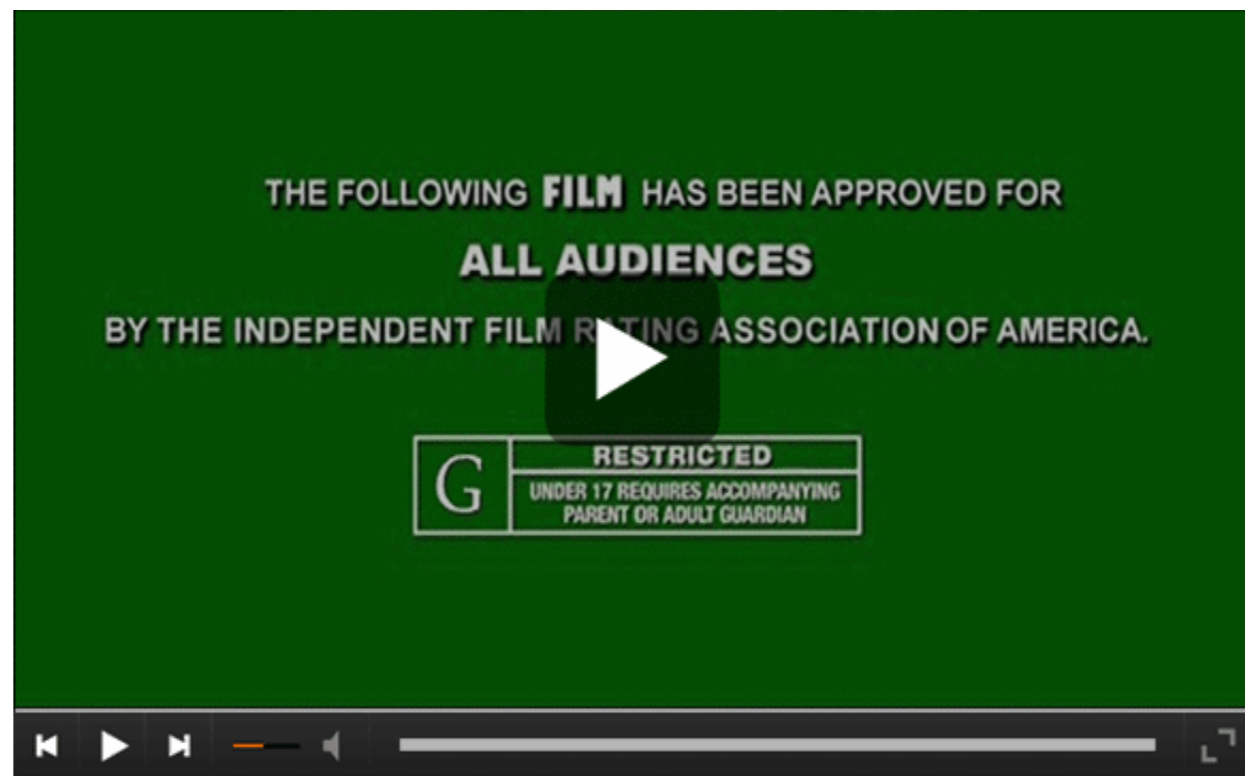 THE FOLLOWING FILM HAS BEEN APPROVED FOR
ALL AUDIENCES
BY THE INDEPENDENT FILM RATING ASSOCIATION OF AMERICA.
G
RESTRICTED
UNDER 17 REQUIRES ACCOMPANYING
PARENT OR ADULT GUARDIAN